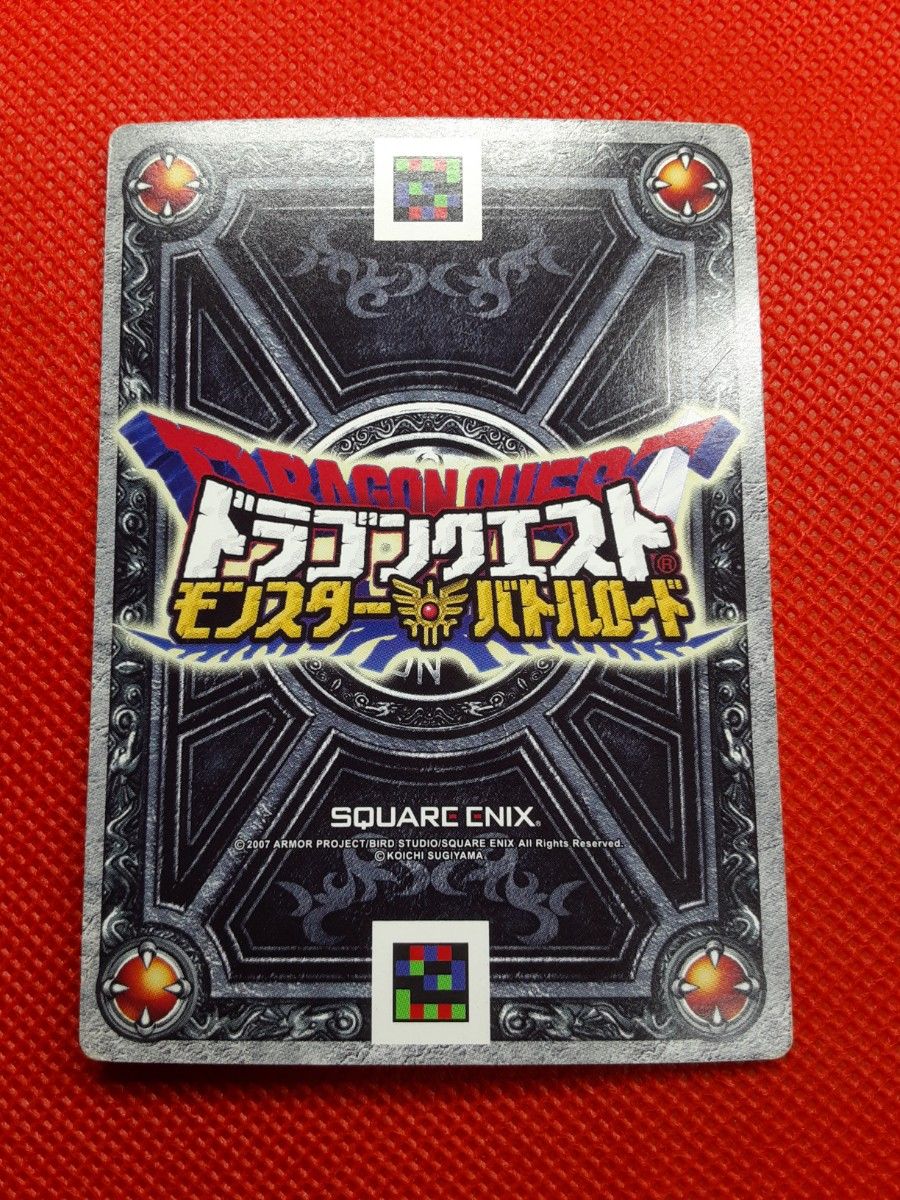 DRAGON QUEST
ドラゴンクエスト®
モンスター バトルロード
SQUARE ENIX®
© 2007 ARMOR PROJECT/BIRD STUDIO/SQUARE ENIX All Rights Reserved.
© KOICHI SUGIYAMA